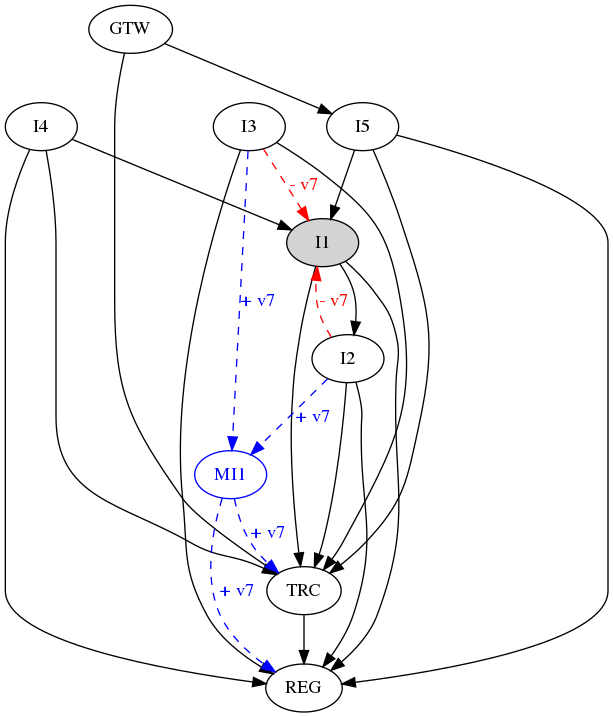 GTW
I4
I3
I5
- v7
I1
+ v7
- v7
I2
+ v7
MI1
+ v7
TRC
+ v7
REG